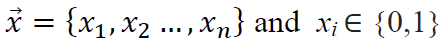 x⃗ = {x₁, x₂ …, xₙ} and xᵢ ∈ {0,1}